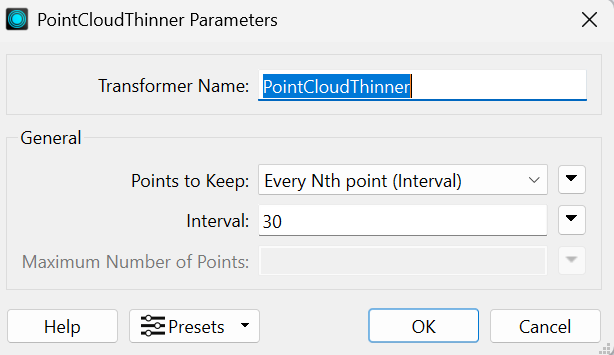 PointCloudThinner Parameters
Transformer Name: PointCloudThinner
General
Points to Keep: Every Nth point (Interval)
Interval: 30
Maximum Number of Points:
Help Presets OK Cancel